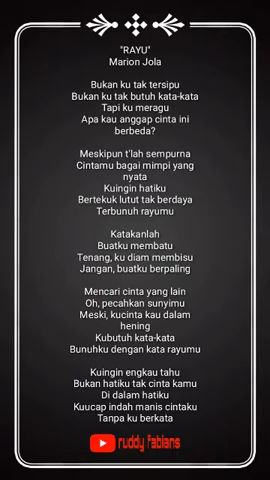 "RAYU"
Marion Jola
Bukan ku tak tersipu
Bukan ku tak butuh kata-kata
Tapi ku meragu
Apa kau anggap cinta ini
berbeda?
Meskipun t'lah sempurna
Cintamu bagai mimpi yang
nyata
Kuingin hatiku
Bertekuk lutut tak berdaya
Terbunuh rayumu
Katakanlah
Buatku membatu
Tenang, ku diam membisu
Jangan, buatku berpaling
Mencari cinta yang lain
Oh, pecahkan sunyimu
Meski, kucinta kau dalam
hening
Kubutuh kata-kata
Bunuhku dengan kata rayumu
Kuingin engkau tahu
Bukan hatiku tak cinta kamu
Di dalam hatiku
Kuucap indah manis cintaku
Tanpa ku berkata
ruddy fabians